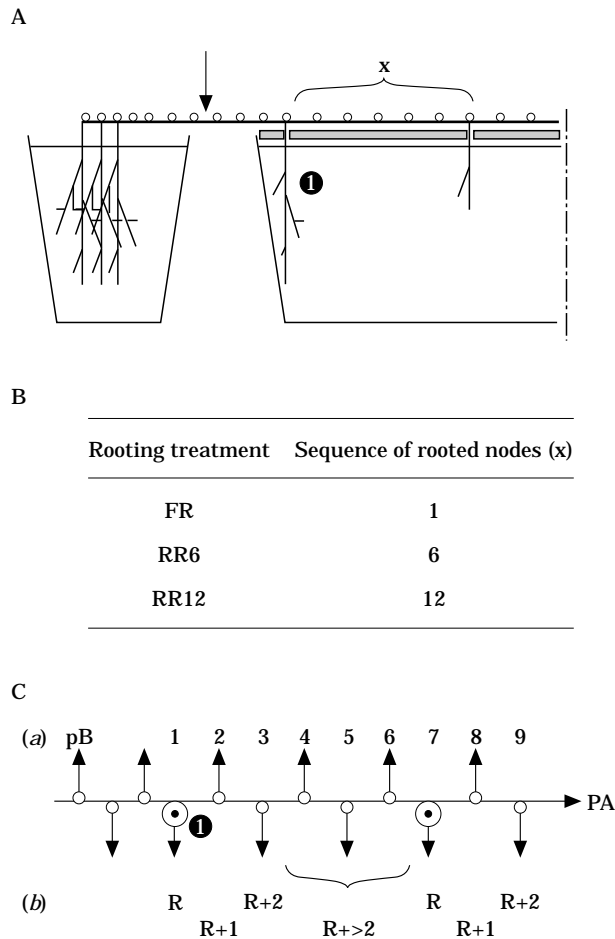 A
x
1
B
Rooting treatment Sequence of rooted nodes (x)
FR 1
RR6 6
RR12 12
C
(a) pB 1 2 3 4 5 6 7 8 9
PA
1
(b) R R+2 R R+2
R+1 R+>2 R+1